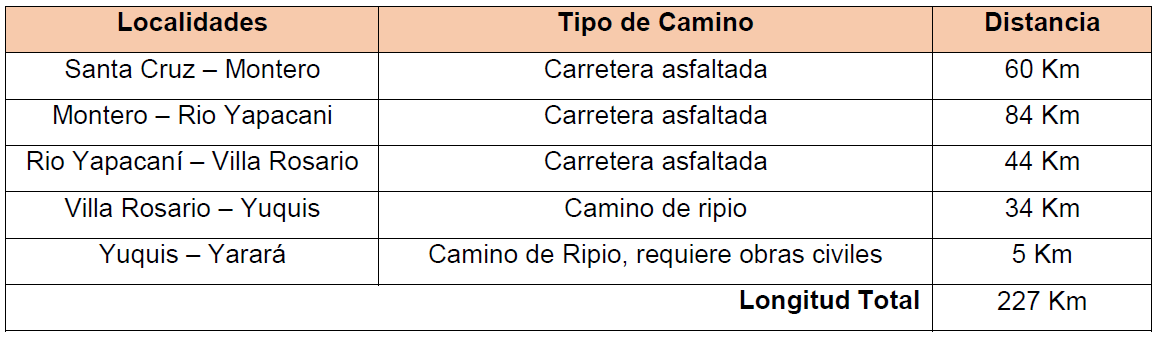 Localidades Tipo de Camino Distancia
Santa Cruz – Montero Carretera asfaltada 60 Km
Montero – Rio Yapacani Carretera asfaltada 84 Km
Rio Yapacaní – Villa Rosario Carretera asfaltada 44 Km
Villa Rosario – Yuquis Camino de ripio 34 Km
Yuquis – Yarará Camino de Ripio, requiere obras civiles 5 Km
Longitud Total 227 Km